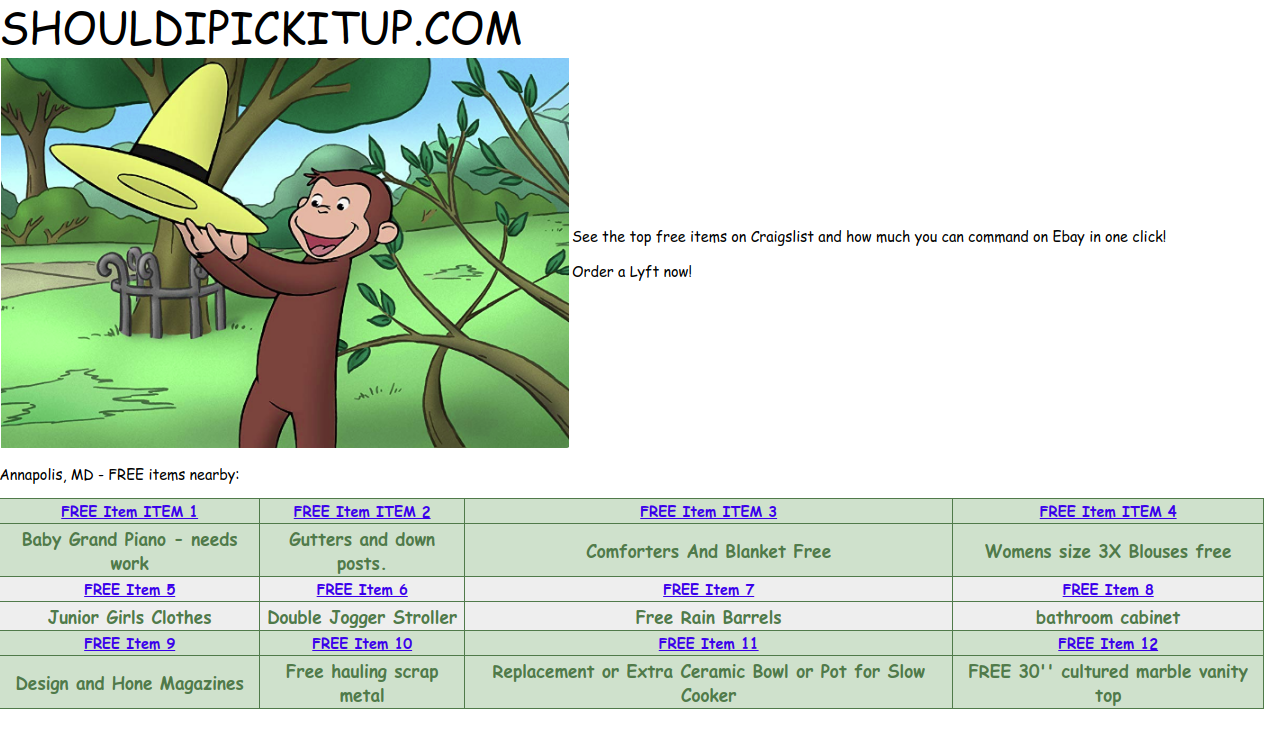 SHOULDIPICKITUP.COM
See the top free items on Craigslist and how much you can command on Ebay in one click!
Order a Lyft now!
Annapolis, MD - FREE items nearby:
FREE Item ITEM 1
FREE Item ITEM 2
FREE Item ITEM 3
FREE Item ITEM 4
Baby Grand Piano - needs
work
Gutters and down
posts.
Comforters And Blanket Free
Womens size 3X Blouses free
FREE Item 5
FREE Item 6
FREE Item 7
FREE Item 8
Junior Girls Clothes
Double Jogger Stroller
Free Rain Barrels
bathroom cabinet
FREE Item 9
FREE Item 10
FREE Item 11
FREE Item 12
Design and Hone Magazines
Free hauling scrap
metal
Replacement or Extra Ceramic Bowl or Pot for Slow
Cooker
FREE 30'' cultured marble vanity
top